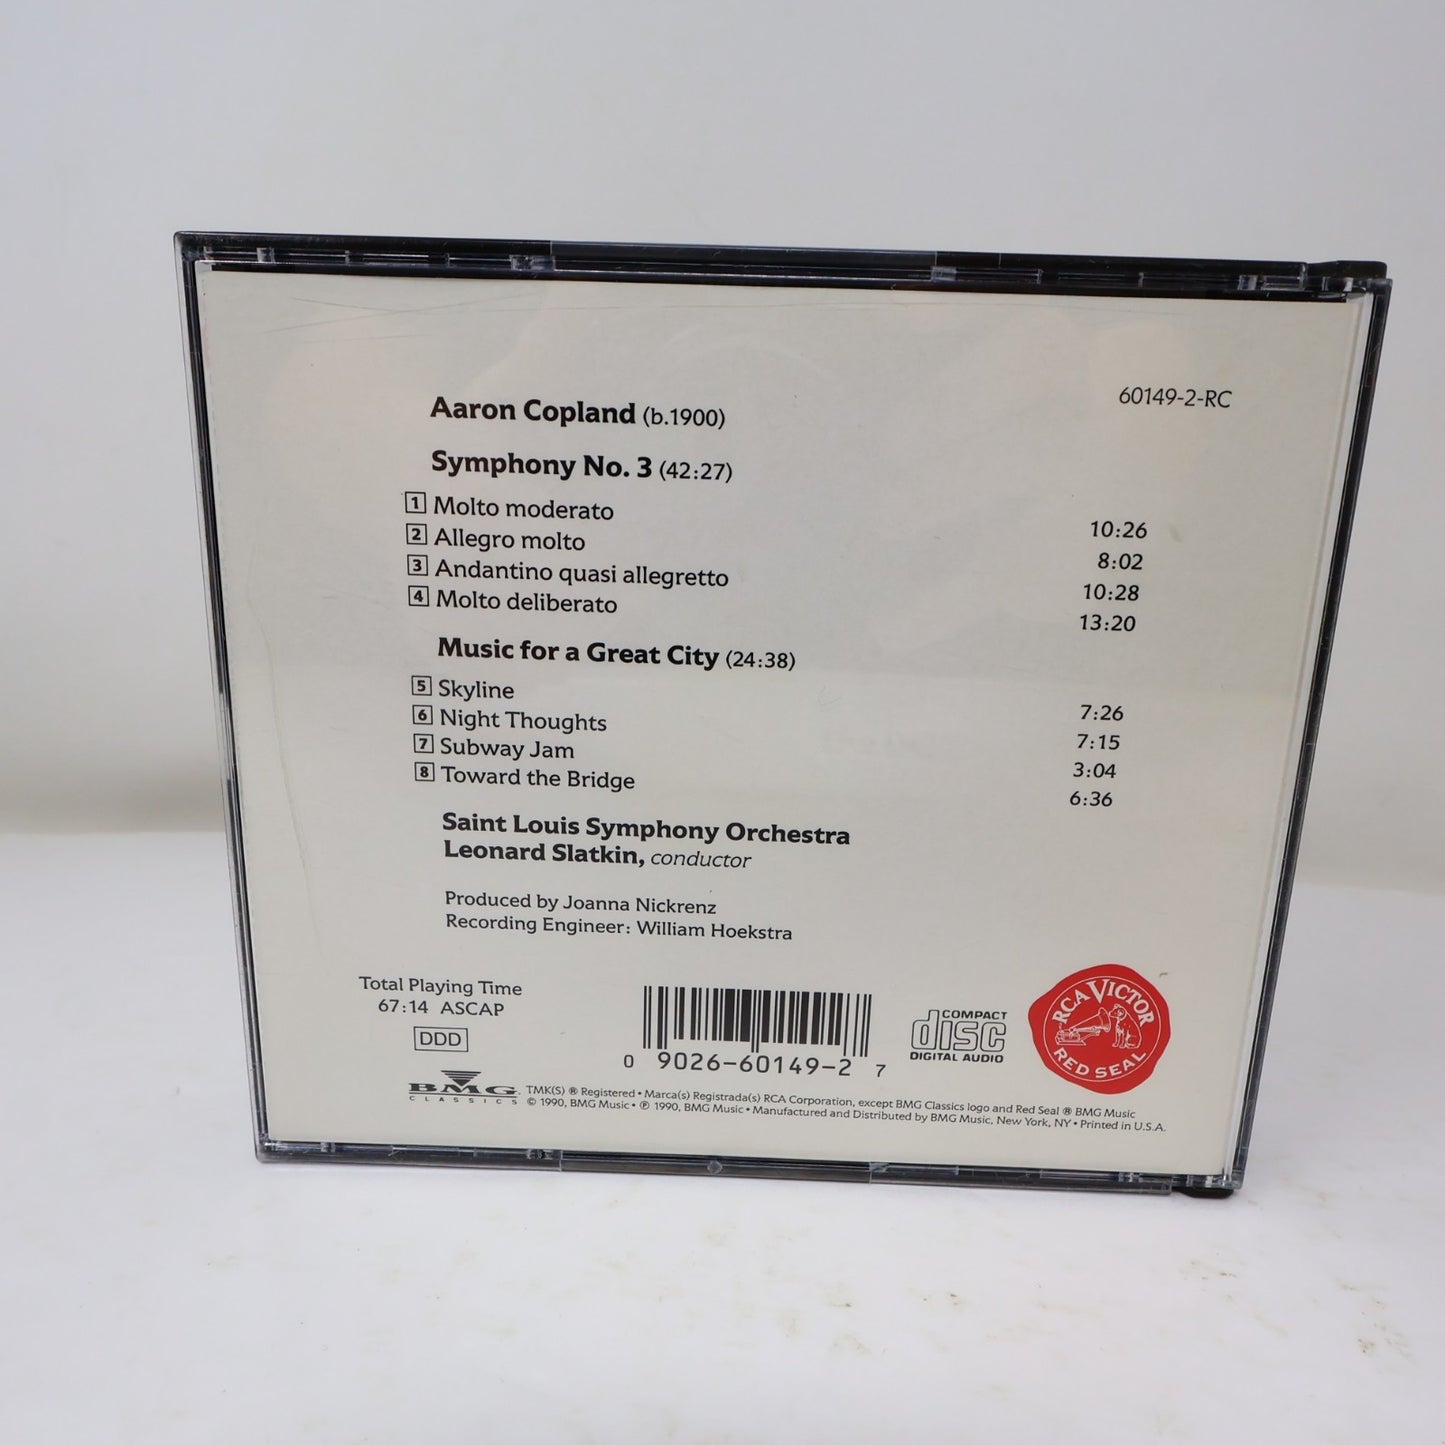 60149-2-RC
Aaron Copland (b.1900)
Symphony No. 3 (42:27)
1 Molto moderato 10:26
2 Allegro molto 8:02
3 Andantino quasi allegretto 10:28
4 Molto deliberato 13:20
Music for a Great City (24:38)
5 Skyline 7:26
6 Night Thoughts 7:15
7 Subway Jam 3:04
8 Toward the Bridge 6:36
Saint Louis Symphony Orchestra
Leonard Slatkin, conductor
Produced by Joanna Nickrenz
Recording Engineer: William Hoekstra
Total Playing Time
67:14 ASCAP
DDD
0 9026-60149-2 7
COMPACT
disc
DIGITAL AUDIO
RCA VICTOR
RED SEAL
BMG
CLASSICS
TMK(S) ® Registered • Marca(s) Registrada(s) RCA Corporation, except BMG Classics logo and Red Seal ® BMG Music
© 1990, BMG Music • ℗ 1990, BMG Music • Manufactured and Distributed by BMG Music, New York, NY • Printed in U.S.A.